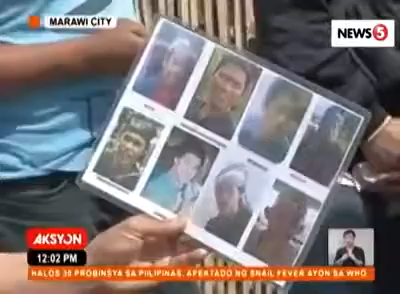 MARAWI CITY
NEWS5
AKSYON
12:02 PM
HALOS 30 PROBINSYA SA PILIPINAS, APEKTADO NG SNAIL FEVER AYON SA WHO